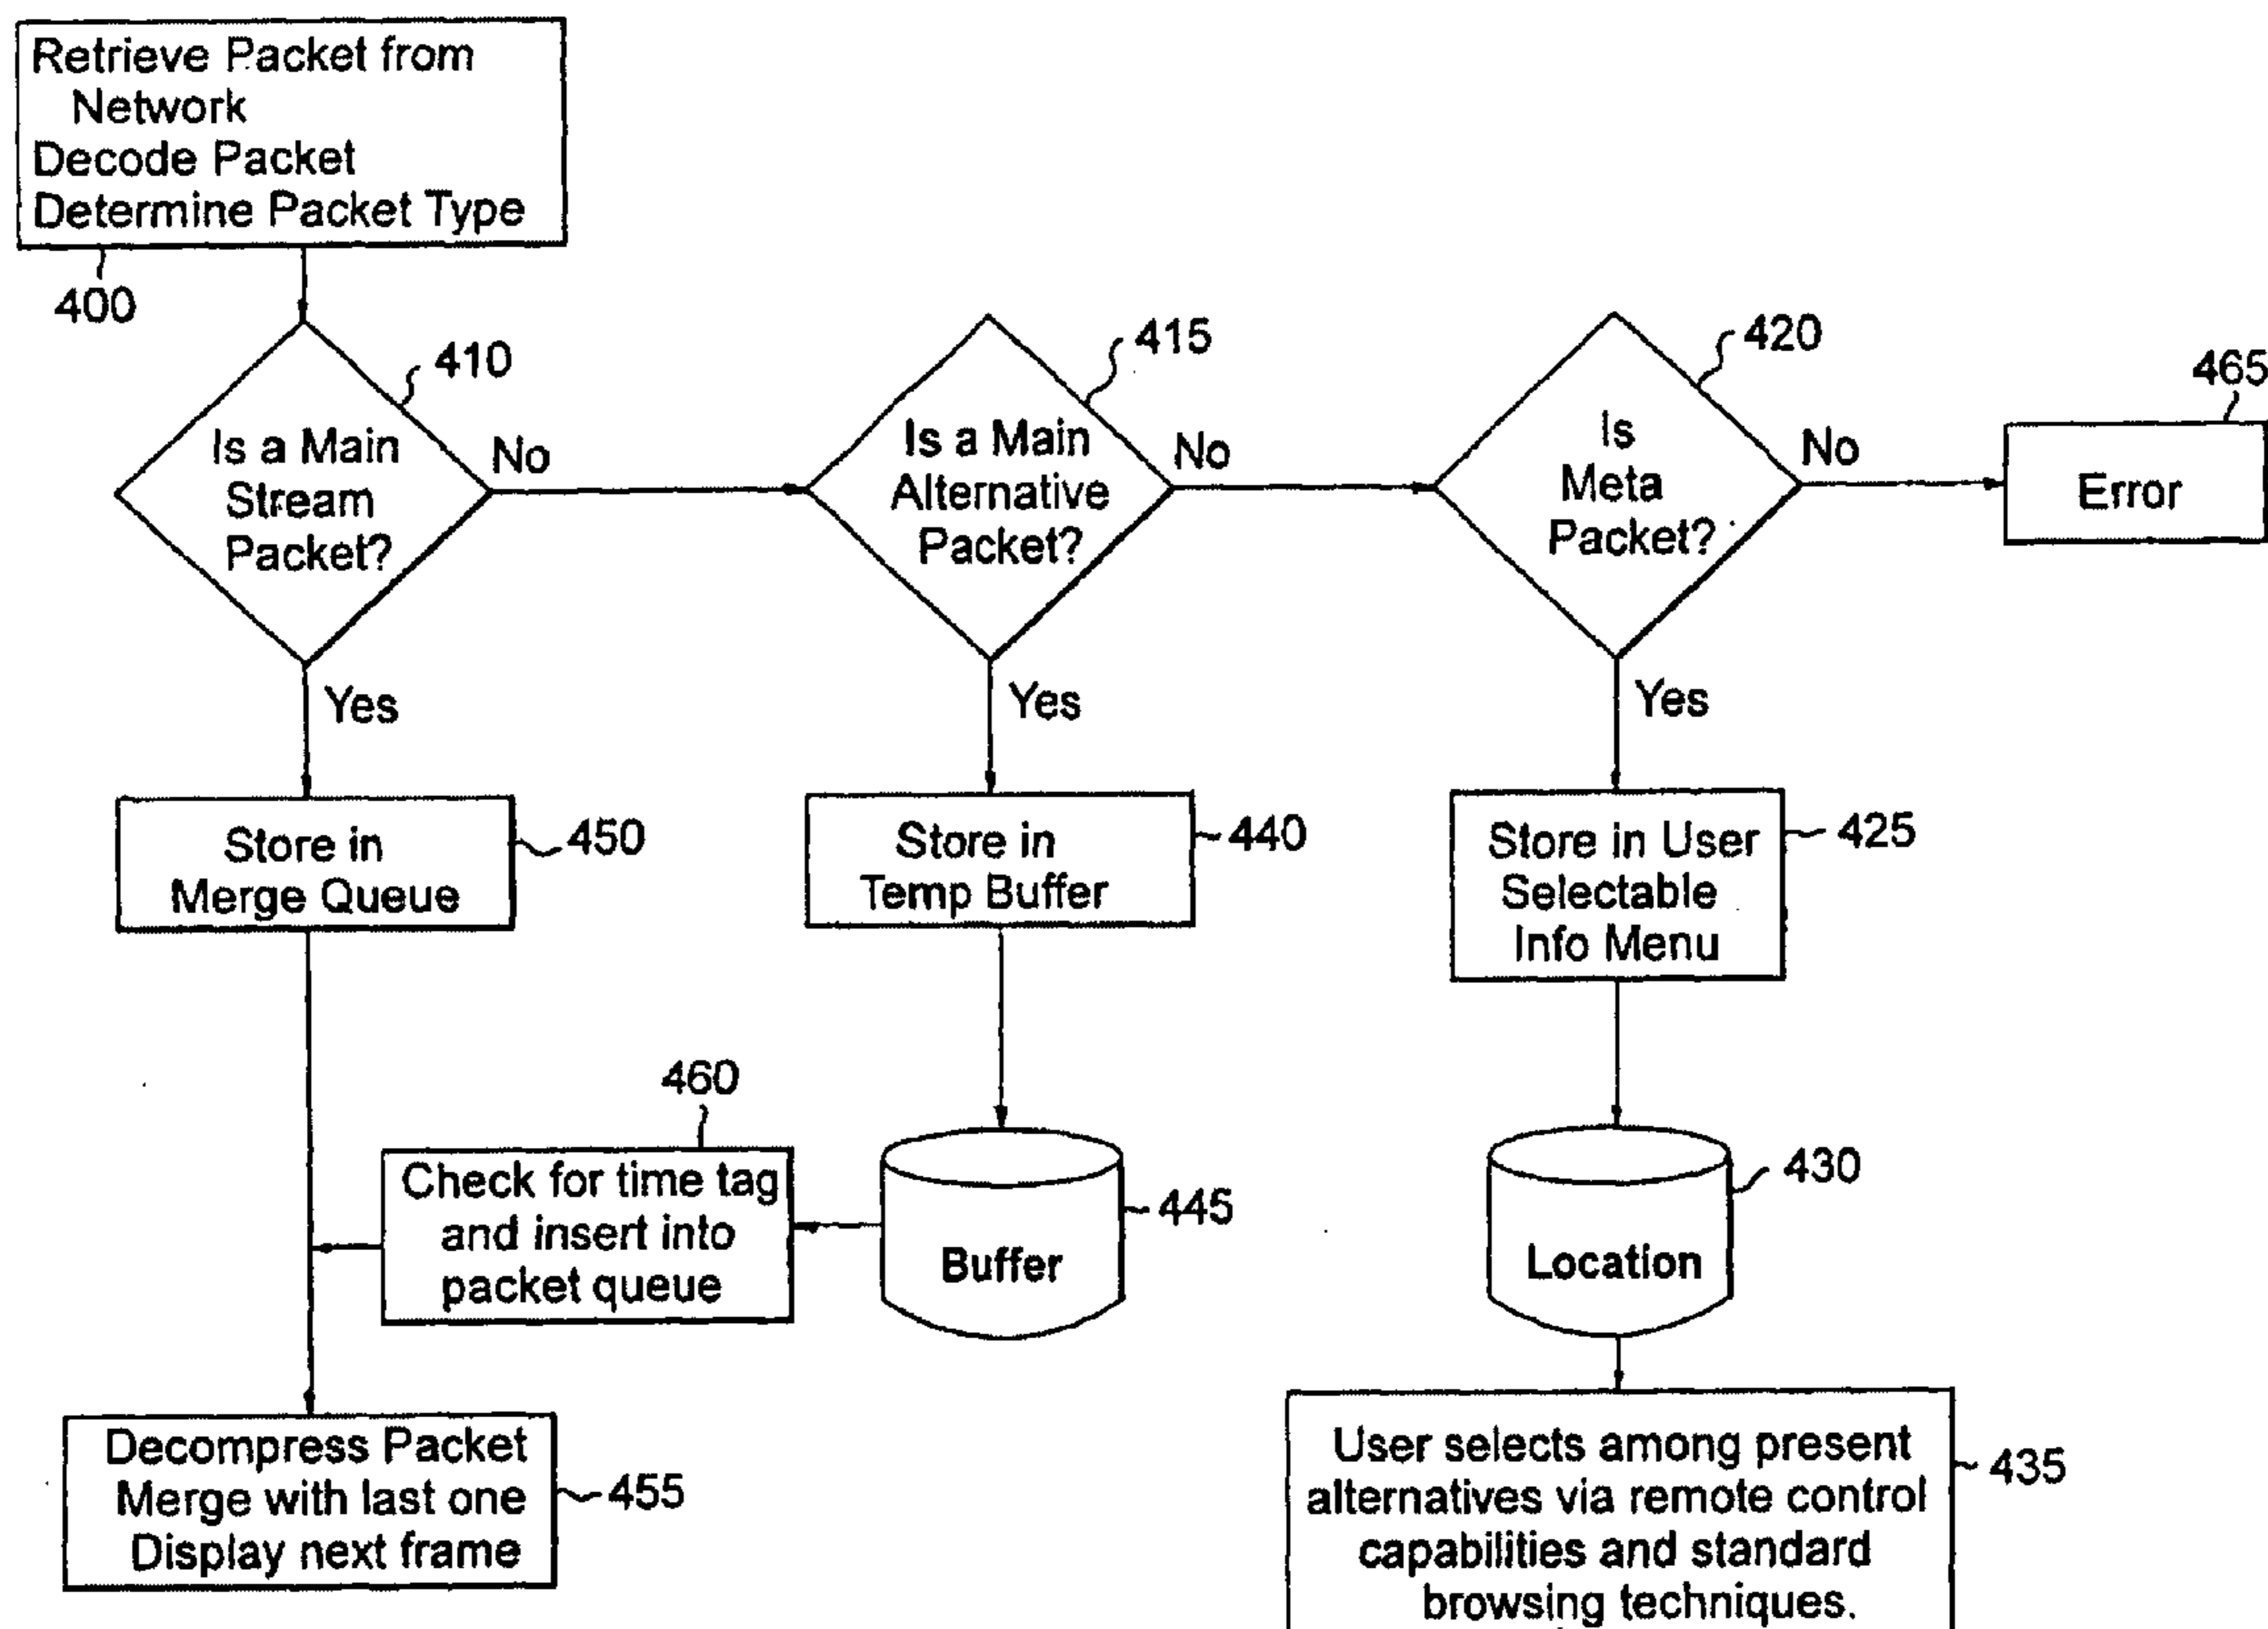 Retrieve Packet from
Network
Decode Packet
Determine Packet Type
400
410
Is a Main
Stream
Packet?
No
Yes
415
Is a Main
Alternative
Packet?
No
Yes
420
Is
Meta
Packet?
No
Yes
465
Error
Store in
Merge Queue
450
Store in
Temp Buffer
440
Store in User
Selectable
Info Menu
425
460
Check for time tag
and insert into
packet queue
Buffer
445
Location
430
Decompress Packet
Merge with last one
Display next frame
455
User selects among present
alternatives via remote control
capabilities and standard
browsing techniques.
435